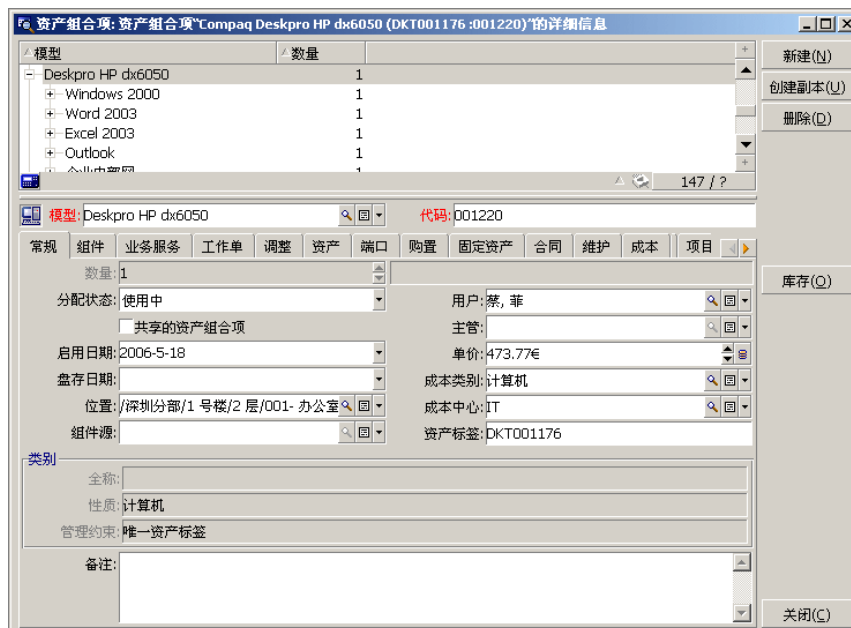 资产组合项: 资产组合项“Compaq Deskpro HP dx6050 (DKT001176 :001220)”的详细信息
模型 数量
Deskpro HP dx6050 1
Windows 2000 1
Word 2003 1
Excel 2003 1
Outlook 1
企业内部网
147 / ?
新建(N)
创建副本(U)
删除(D)
模型: Deskpro HP dx6050 代码: 001220
常规 组件 业务服务 工作单 调整 资产 端口 购置 固定资产 合同 维护 成本 项目
数量: 1
库存(O)
分配状态: 使用中 用户: 蔡, 菲
共享的资产组合项 主管:
启用日期: 2006-5-18 单价: 473.77€
盘存日期: 成本类别: 计算机
位置: /深圳分部/1 号楼/2 层/001- 办公室 成本中心: IT
组件源: 资产标签: DKT001176
类别
全称:
性质: 计算机
管理约束: 唯一资产标签
备注:
关闭(C)